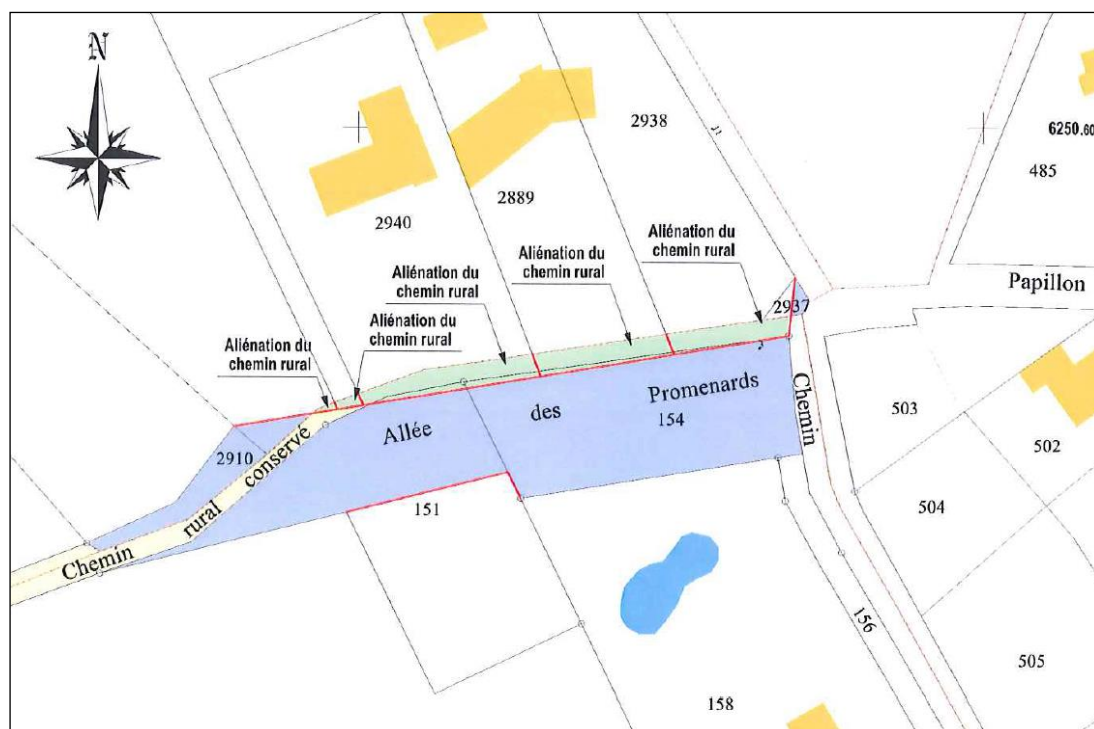 N
2938
6250.60
485
2889
2940
Aliénation du
chemin rural
Aliénation du
chemin rural
Aliénation du
chemin rural
Aliénation du
chemin rural
Aliénation du
chemin rural
Papillon
2937
Allée des Promenards
154
Chemin
503
502
2910
151
504
Chemin rural conserve
156
505
158